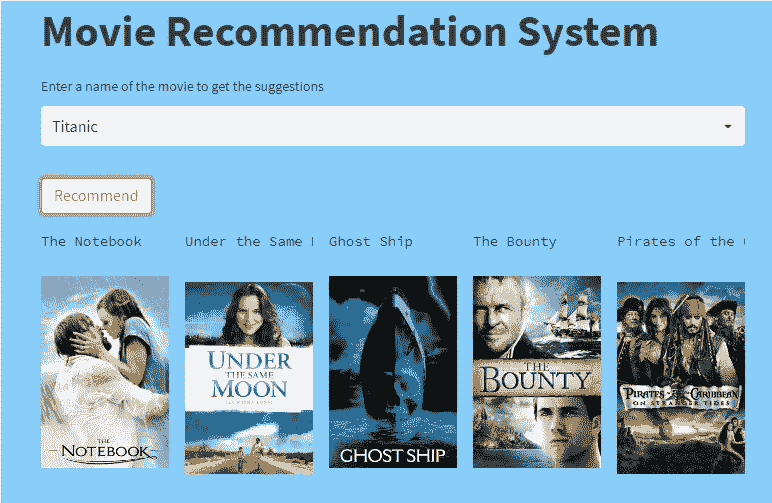 Movie Recommendation System
Enter a name of the movie to get the suggestions
Titanic
Recommend
The Notebook
Under the Same
Ghost Ship
The Bounty
Pirates of the
THE
NOTEBOOK
UNDER
THE SAME
MOON
GHOST SHIP
THE
BOUNTY
PIRATES OF THE CARIBBEAN
ON STRANGER TIDES